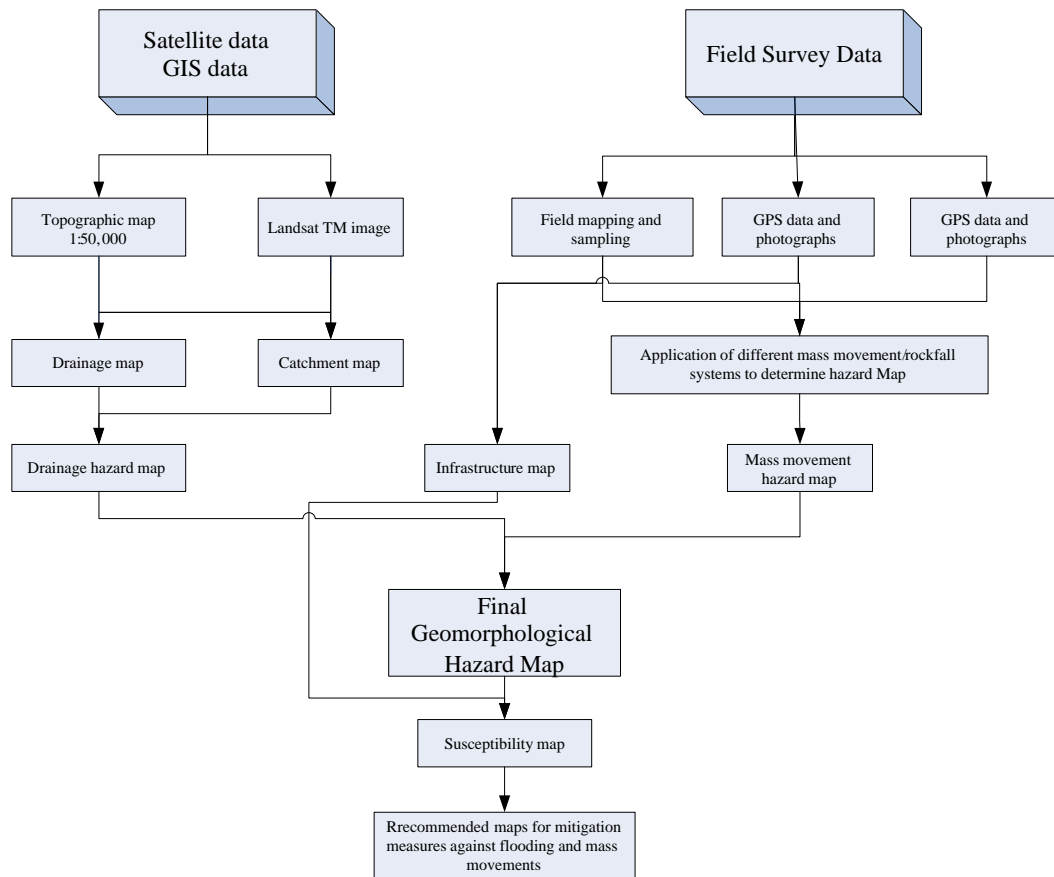 Satellite data
GIS data
Field Survey Data
Topographic map
1:50,000
Landsat TM image
Field mapping and
sampling
GPS data and
photographs
GPS data and
photographs
Drainage map
Catchment map
Application of different mass movement/rockfall
systems to determine hazard Map
Drainage hazard map
Infrastructure map
Mass movement
hazard map
Final
Geomorphological
Hazard Map
Susceptibility map
Rrecommended maps for mitigation
measures against flooding and mass
movements